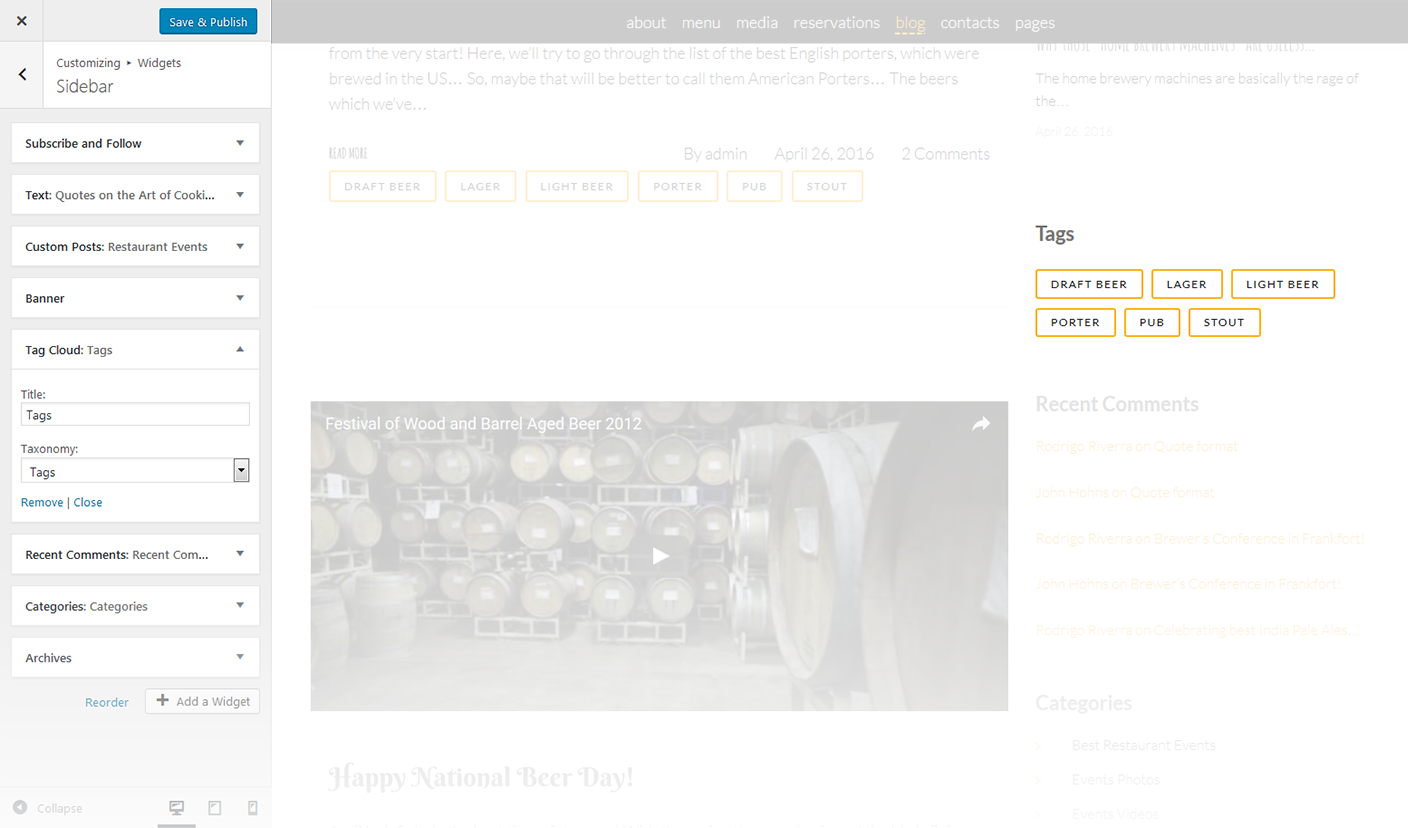 Save & Publish
Customizing ▸ Widgets
Sidebar
Subscribe and Follow
Text: Quotes on the Art of Cooki...
Custom Posts: Restaurant Events
Banner
Tag Cloud: Tags
Title:
Tags
Taxonomy:
Tags
Remove | Close
Recent Comments: Recent Com...
Categories: Categories
Archives
Reorder
Add a Widget
Collapse
about menu media reservations blog contacts pages
from the very start! Here, we'll try to go through the list of the best English porters, which were
brewed in the US… So, maybe that will be better to call them American Porters… The beers
which we've…
READ MORE
By admin April 26, 2016 2 Comments
DRAFT BEER LAGER LIGHT BEER PORTER PUB STOUT
Festival of Wood and Barrel Aged Beer 2012
Happy National Beer Day!
WHY THOSE "HOME BREWERY MACHINES" ARE USELESS...
The home brewery machines are basically the rage of
the…
April 26, 2016
Tags
DRAFT BEER LAGER LIGHT BEER
PORTER PUB STOUT
Recent Comments
Rodrigo Riverra on Quote format
John Hohns on Quote format
Rodrigo Riverra on Brewer's Conference in Frankfort!
John Hohns on Brewer's Conference in Frankfort!
Rodrigo Riverra on Celebrating best India Pale Ales
Categories
Best Restaurant Events
Events Photos
Events Videos